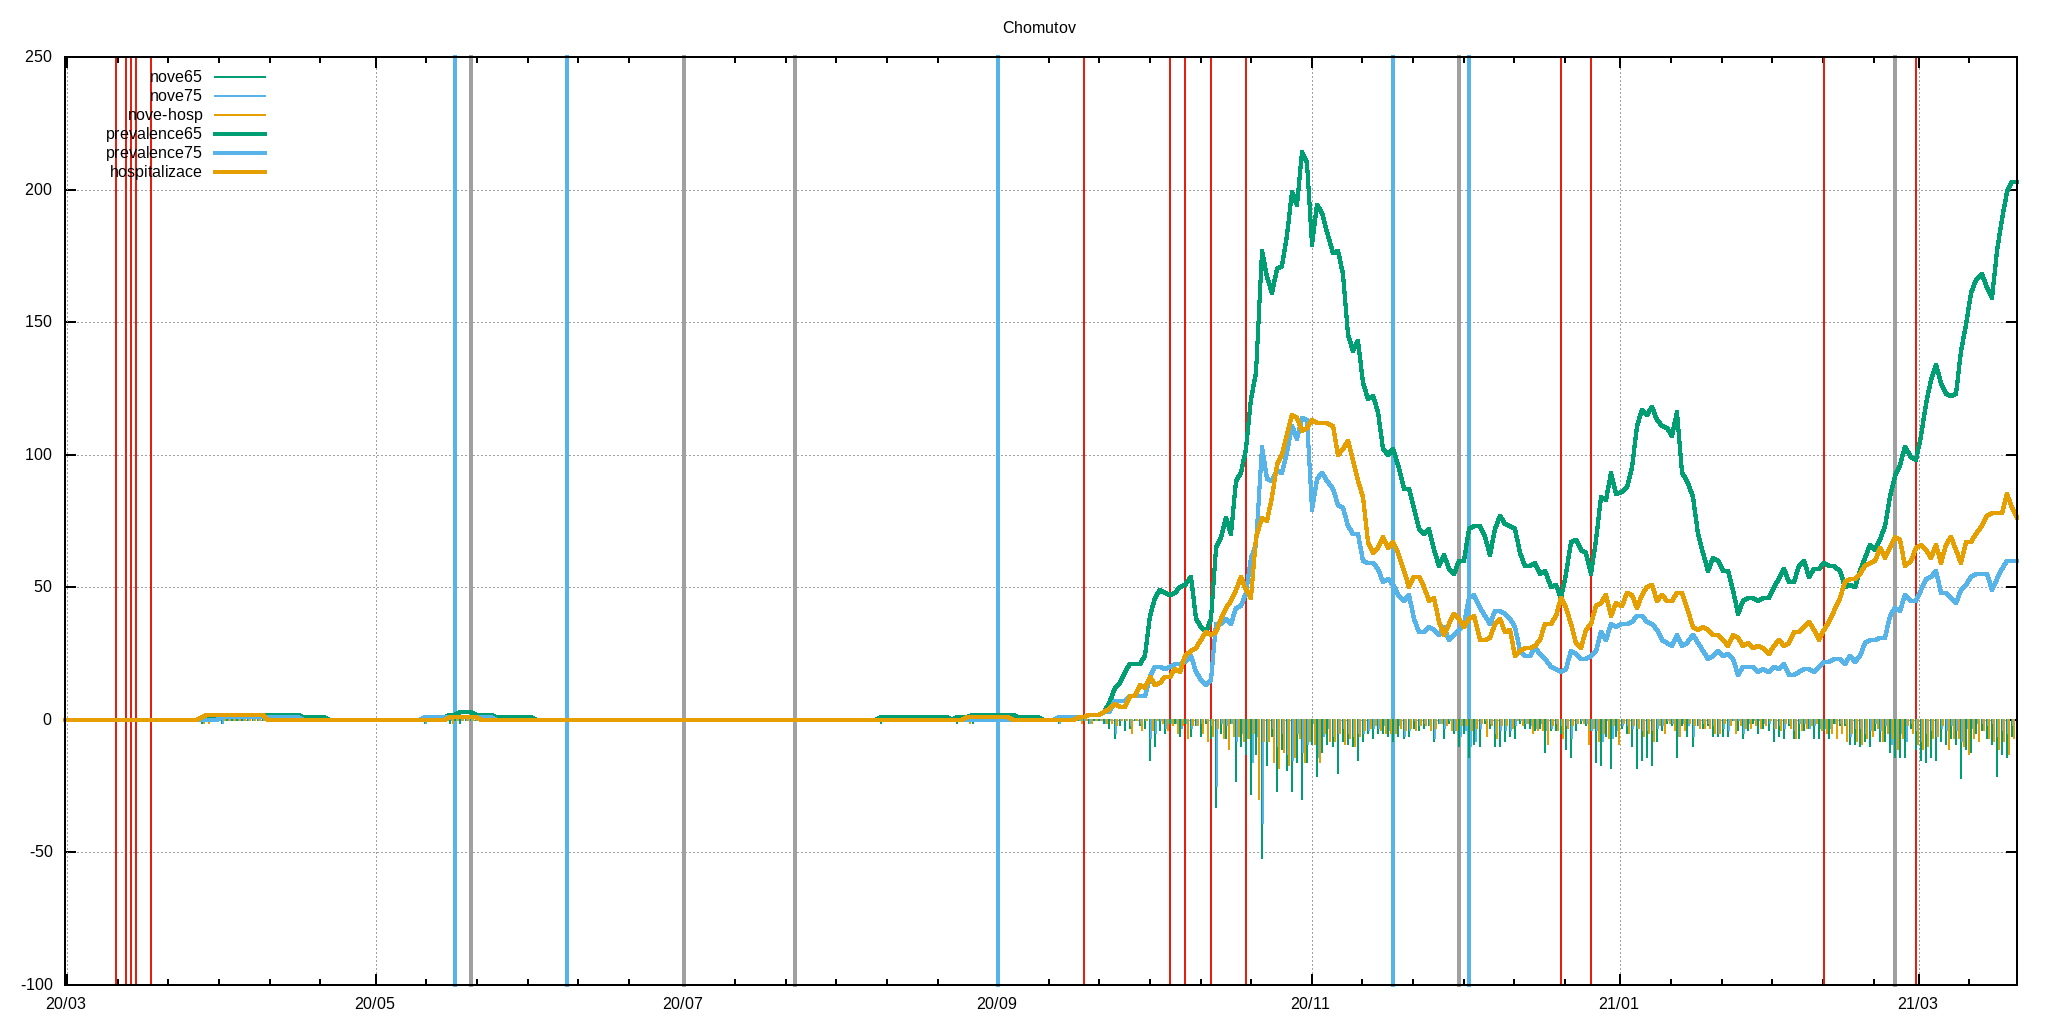 Chomutov
250
nove65
nove75
nove-hosp
prevalence65
prevalence75
hospitalizace
200
150
100
50
0
-50
-100
20/03 20/05 20/07 20/09 20/11 21/01 21/03